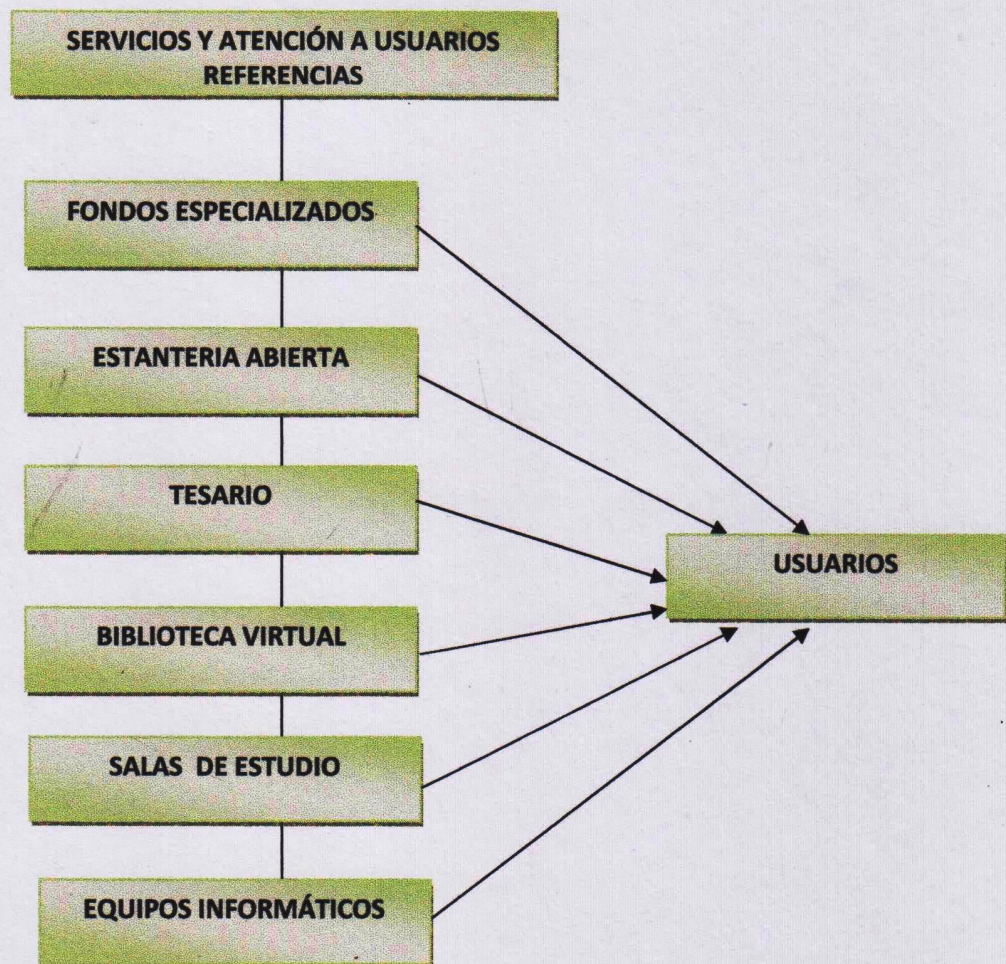 SERVICIOS Y ATENCIÓN A USUARIOS
REFERENCIAS
FONDOS ESPECIALIZADOS
ESTANTERIA ABIERTA
TESARIO
BIBLIOTECA VIRTUAL
SALAS DE ESTUDIO
EQUIPOS INFORMÁTICOS
USUARIOS